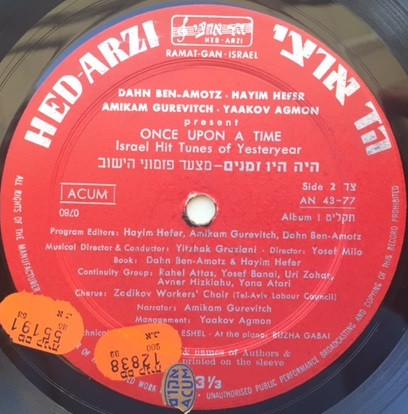 HED-ARZI
HED-ARZI
הד ארצי
RAMAT-GAN - ISRAEL
DAHN BEN-AMOTZ - HAYIM HEFER
AMIKAM GUREVITCH - YAAKOV AGMON
present
ONCE UPON A TIME
Israel Hit Tunes of Yesteryear
היה היו זמנים – מצעד פזמוני הישוב
ACUM
0780
Side 2 צד
AN 43-77
Album I תקליט
Program Editors: Hayim Hefer, Amikam Gurevitch, Dahn Ben-Amotz
Musical Director & Conductor: Yitzhak Graziani - Director: Yosef Milo
Book: Dahn Ben-Amotz & Hayim Hefer
Continuity Group: Rahel Attas, Yosef Banai, Uri Zohar,
Avner Hizkiahu, Yona Atari
Chorus: Zadikov Workers' Choir (Tel-Aviv Labour Council)
Narrator: Amikam Gurevitch
Management: Yaakov Agmon
ESHEL - At the piano: BUZHA GABAI
& names of Authors &
printed on the sleeve
3⅓
ALL RIGHTS OF THE MANUFACTURER
WORK
UNAUTHORISED PUBLIC PERFORMANCE BROADCASTING AND COPYING OF THIS RECORD PROHIBITED
ACUM
אקום
5191
12838